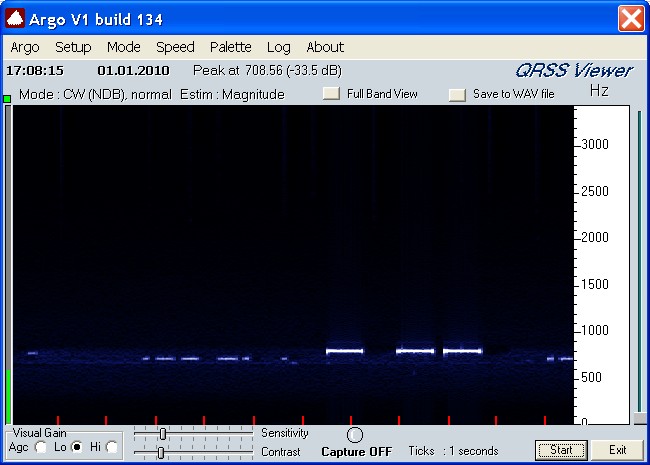 Argo V1 build 134
Argo Setup Mode Speed Palette Log About
17:08:15 01.01.2010 Peak at 708.56 (-33.5 dB) QRSS Viewer
Mode : CW (NDB), normal Estim : Magnitude Full Band View Save to WAV file Hz
3000
2500
2000
1500
1000
500
0
Visual Gain
Agc Lo Hi
Sensitivity
Contrast
Capture OFF
Ticks : 1 seconds
Start
Exit